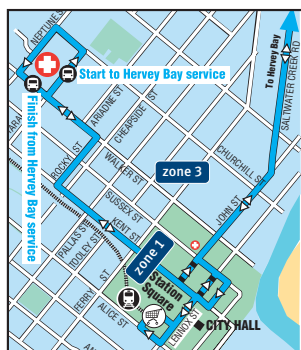 NEPTUNE ST
Start to Hervey Bay service
To Hervey Bay
SALTWATER CREEK RD
Finish from Hervey Bay service
ARIADNE ST
CHEAPSIDE ST
ROCKY ST
WALKER ST
zone 3
CHURCHILL ST
SUSSEX ST
JOHN ST
KENT ST
PALLAS ST
TOOLEY ST
zone 1
FERRY ST
Station
Square
ALICE ST
LENNOX ST
CITY HALL